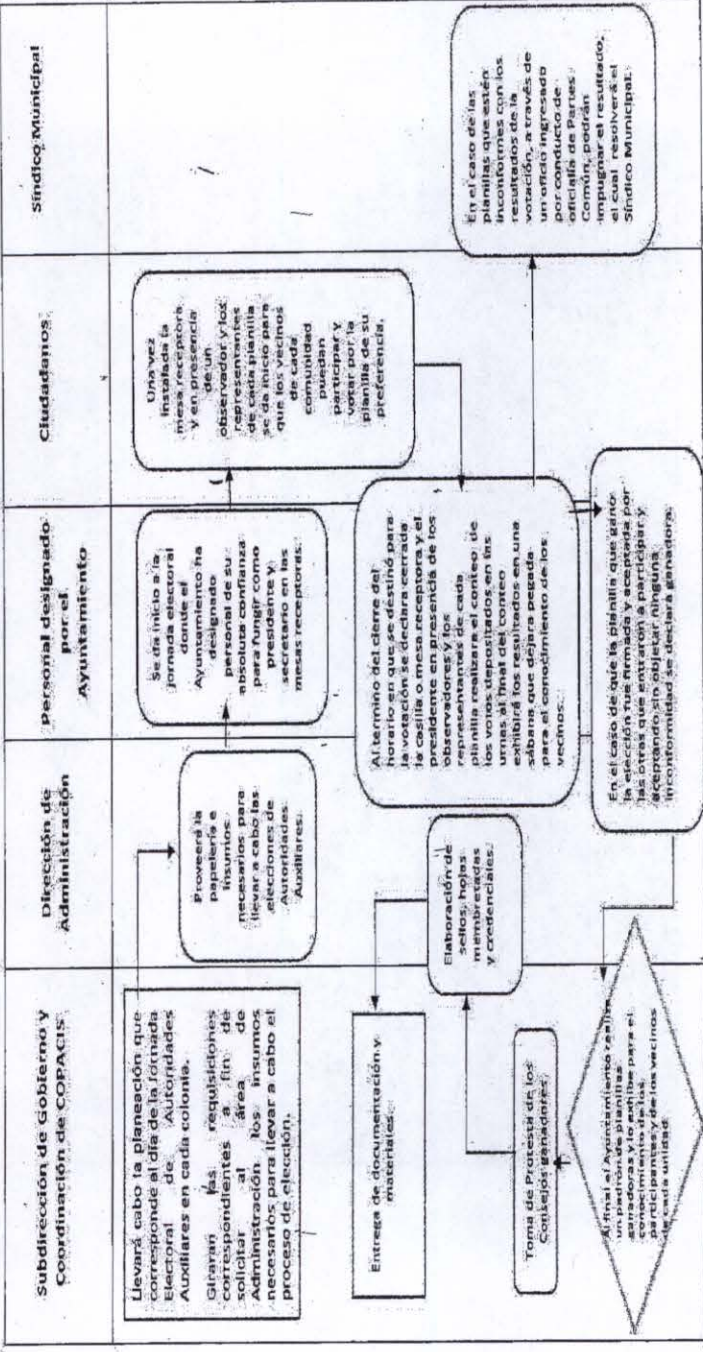 Subdirección de Gobierno y
Coordinación de COPACIS
Dirección de
Administración
Personal designado
por el
Ayuntamiento
Ciudadanos
Síndico Municipal
Llevará cabo la planeación que
corresponde al día de la Jornada
Electoral de Autoridades
Auxiliares en cada colonia.
Giraran las requisiciones
correspondientes a fin de
solicitar al área de
Administración los insumos
necesarios para llevar a cabo el
proceso de elección.
Proveerá la
papelería e
insumos
necesarios para
llevar a cabo las
elecciones de
Autoridades
Auxiliares.
Se da inicio a la
jornada electoral
donde el
Ayuntamiento ha
designado
personal de su
absoluta confianza
para fungir como
presidente y
secretario en las
mesas receptoras.
Una vez
instalada la
mesa receptora
y en presencia
de un
observador y los
representantes
de cada planilla
se da inicio para
que los vecinos
de cada
comunidad
puedan
participar y
votar por la
planilla de su
preferencia.
Al termino del cierre del
horario en que se destinó para
la votación se declara cerrada
la casilla o mesa receptora y el
presidente en presencia de los
observadores y los
representantes de cada
planilla realizara el conteo de
los votos depositados en las
urnas al final del conteo
exhibirá los resultados en una
sábana que dejara pegada
para el conocimiento de los
vecinos.
En el caso de las
planillas que estén
inconformes con los
resultados de la
votación, a través de
un oficio ingresado
por conducto de
oficialía de Partes
Común, podrán
impugnar el resultado,
el cual resolverá el
Síndico Municipal.
En el caso de que la planilla que gano
la elección fue firmada y aceptada por
las otras que entraron a participar y
aceptando sin objetar ninguna
inconformidad se declara ganadora.
Al final el Ayuntamiento realiza
un padrón de planillas
ganadoras y lo exhibe para el
conocimiento de los
participantes y de los vecinos
de cada unidad
Toma de Protesta de los
Consejos ganadores
Elaboración de
sellos, hojas
membretadas
y credenciales.
Entrega de documentación y
materiales